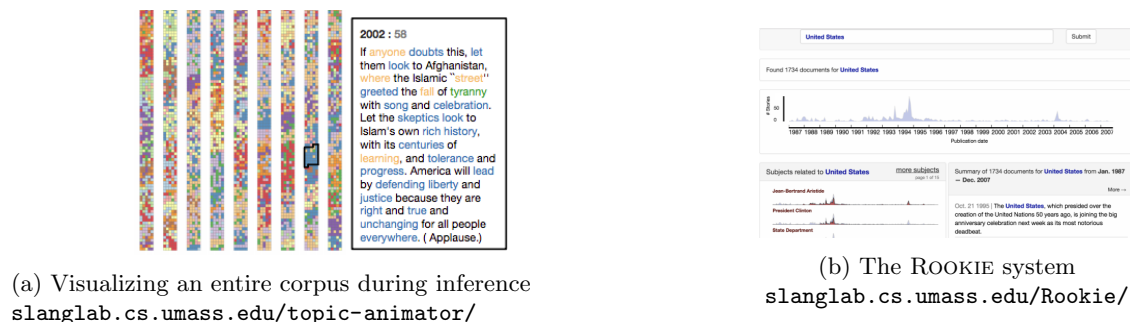 2002 : 58
If anyone doubts this, let
them look to Afghanistan,
where the Islamic ``street''
greeted the fall of tyranny
with song and celebration.
Let the skeptics look to
Islam's own rich history,
with its centuries of
learning, and tolerance and
progress. America will lead
by defending liberty and
justice because they are
right and true and
unchanging for all people
everywhere. ( Applause.)
(a) Visualizing an entire corpus during inference
slanglab.cs.umass.edu/topic-animator/
United States
Submit
Found 1734 documents for United States
# Stories
50
0
1987 1988 1989 1990 1991 1992 1993 1994 1995 1996 1997 1998 1999 2000 2001 2002 2003 2004 2005 2006 2007
Publication date
Subjects related to United States
more subjects
page 1 of 15
Jean-Bertrand Aristide
President Clinton
State Department
Summary of 1734 documents for United States from Jan. 1987
— Dec. 2007
More →
Oct. 21 1995 | The United States, which presided over the
creation of the United Nations 50 years ago, is joining the big
anniversary celebration next week as its most notorious
deadbeat.
(b) The ROOKIE system
slanglab.cs.umass.edu/Rookie/